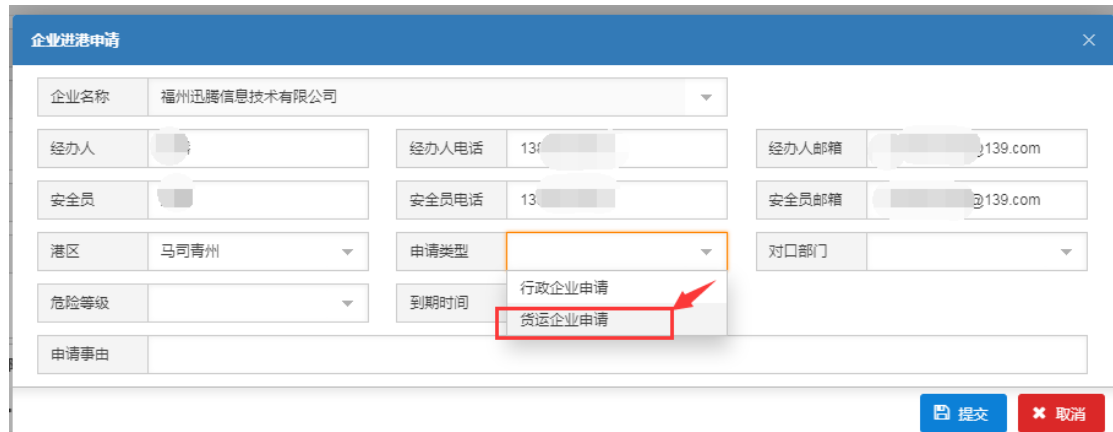 企业进港申请
企业名称 福州迅腾信息技术有限公司
经办人 经办人电话 138 经办人邮箱 @139.com
安全员 安全员电话 13 安全员邮箱 @139.com
港区 马司青州 申请类型 对口部门
危险等级 到期时间 行政企业申请
货运企业申请
申请事由
提交 取消